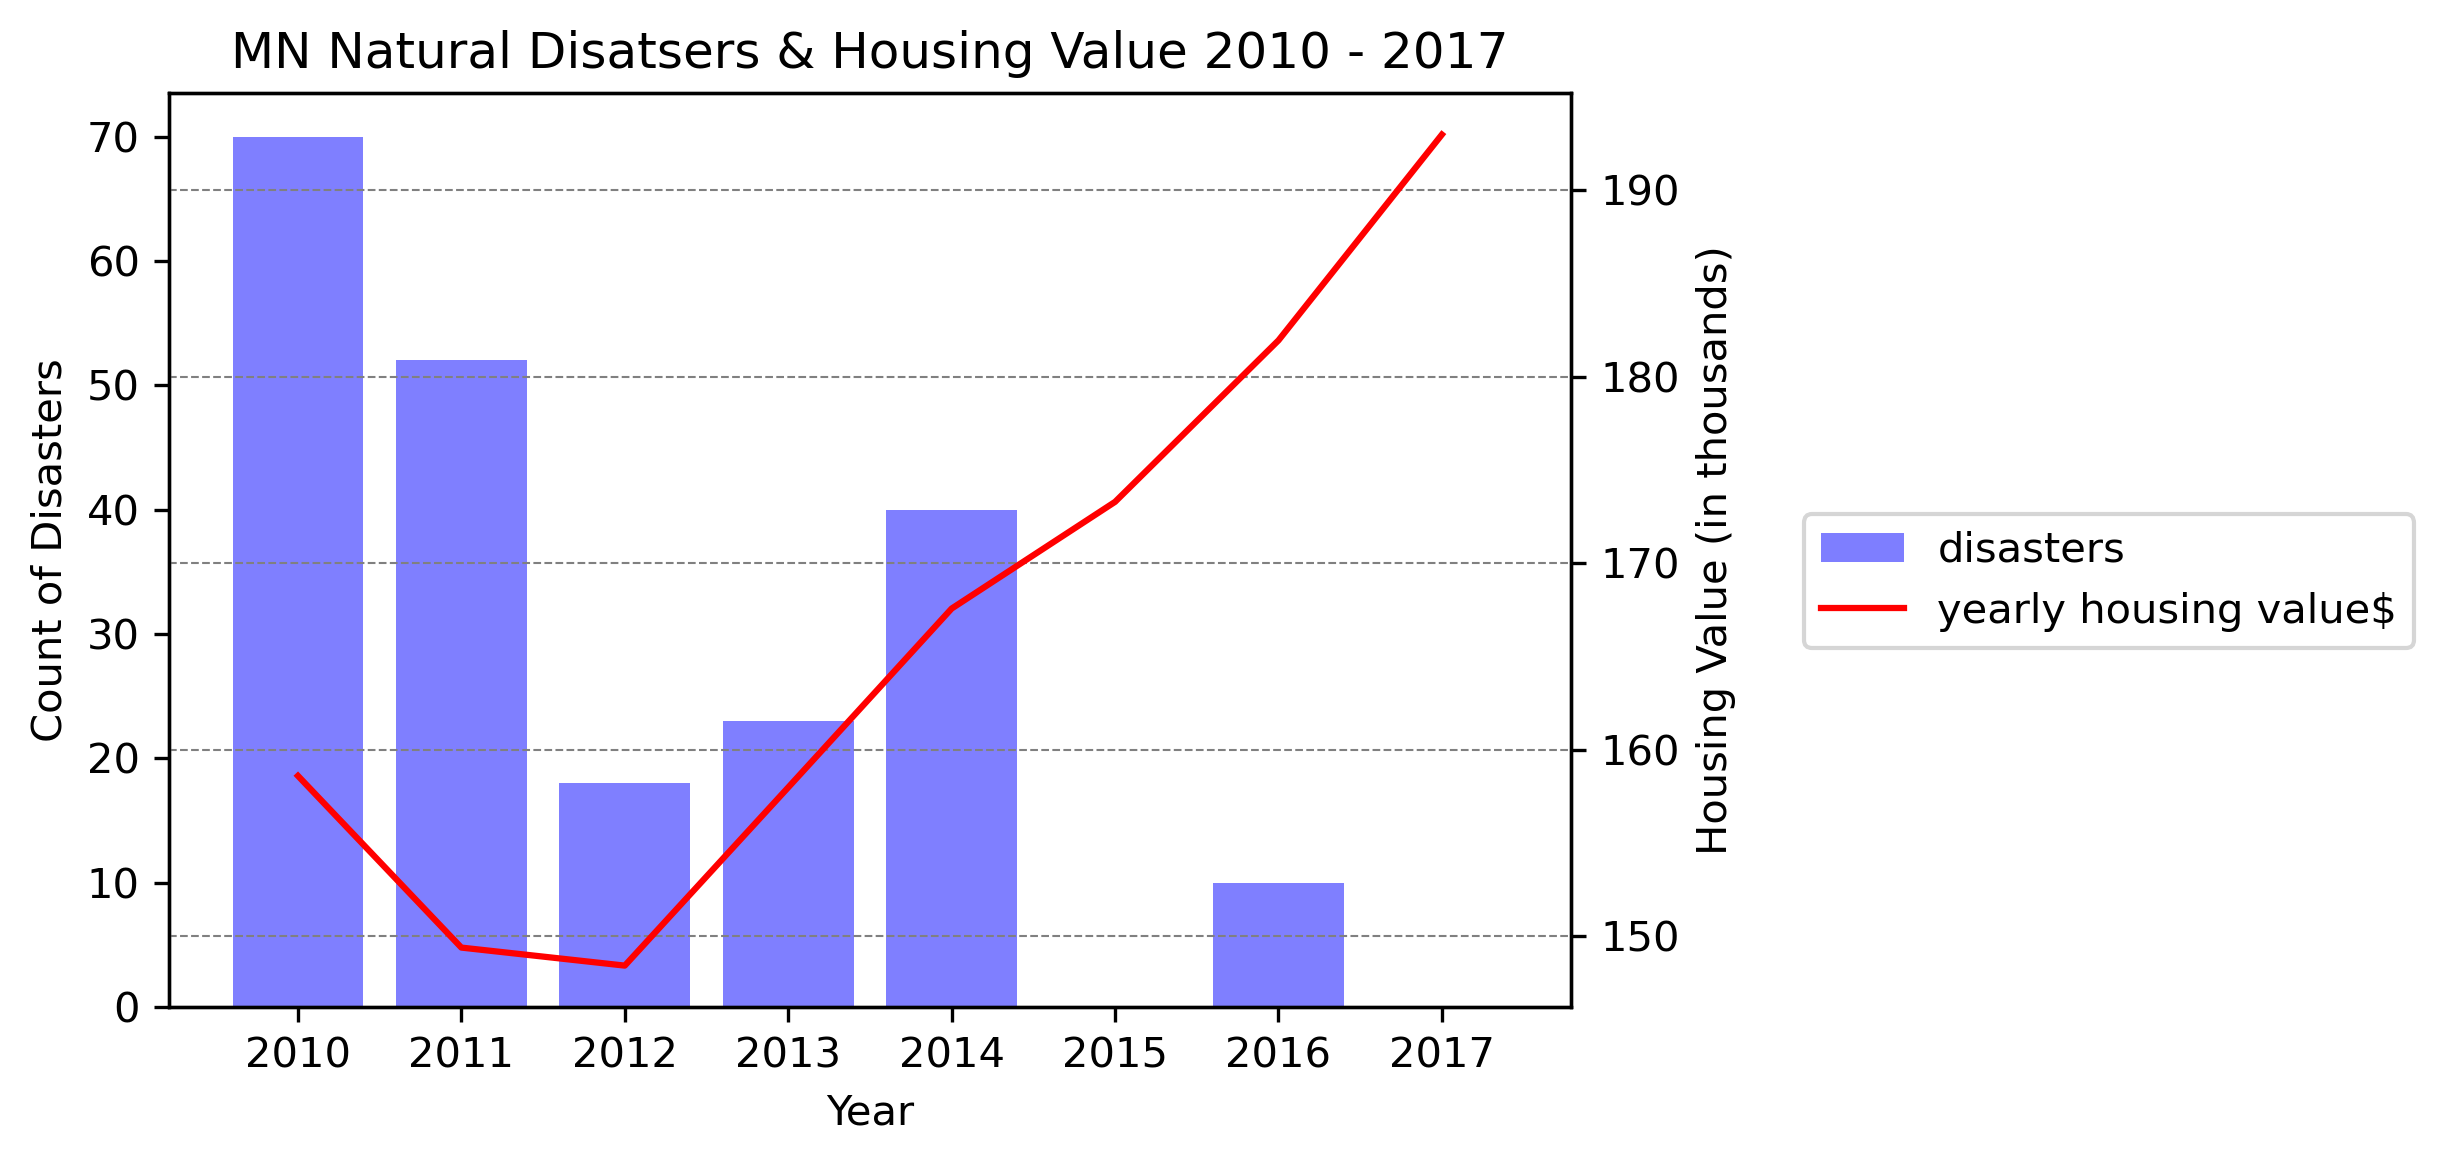 MN Natural Disatsers & Housing Value 2010 - 2017
Count of Disasters
70
60
50
40
30
20
10
0
2010 2011 2012 2013 2014 2015 2016 2017
Year
190
180
170
160
150
Housing Value (in thousands)
disasters
yearly housing value$